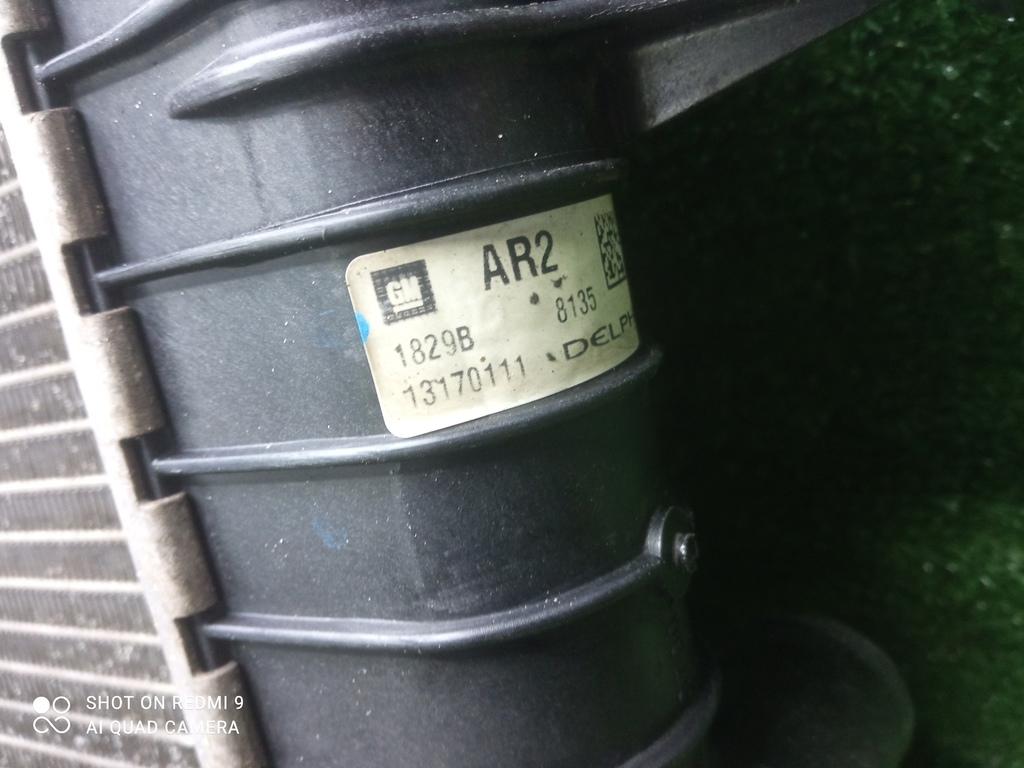 GM
AR2
1829B
8135
13170111
DELPH
SHOT ON REDMI 9
AI QUAD CAMERA